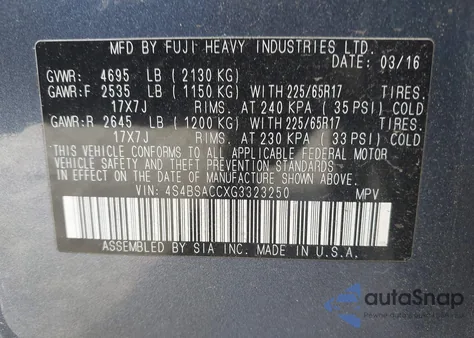 MFD BY FUJI HEAVY INDUSTRIES LTD.
DATE: 03/16
GVWR: 4695 LB (2130 KG)
GAWR:F 2535 LB (1150 KG) WITH 225/65R17 TIRES.
17X7J RIMS. AT 240 KPA (35 PSI) COLD
GAWR:R 2645 LB (1200 KG) WITH 225/65R17 TIRES.
17X7J RIMS. AT 230 KPA (33 PSI) COLD
THIS VEHICLE CONFORMS TO ALL APPLICABLE FEDERAL MOTOR
VEHICLE SAFETY AND THEFT PREVENTION STANDARDS
IN EFFECT ON THE DATE OF MANUFACTURE SHOWN ABOVE.
VIN: 4S4BSACCXG3323250 MPV
ASSEMBLED BY SIA INC. MADE IN U.S.A.
autoSnap
Your auto data solutions